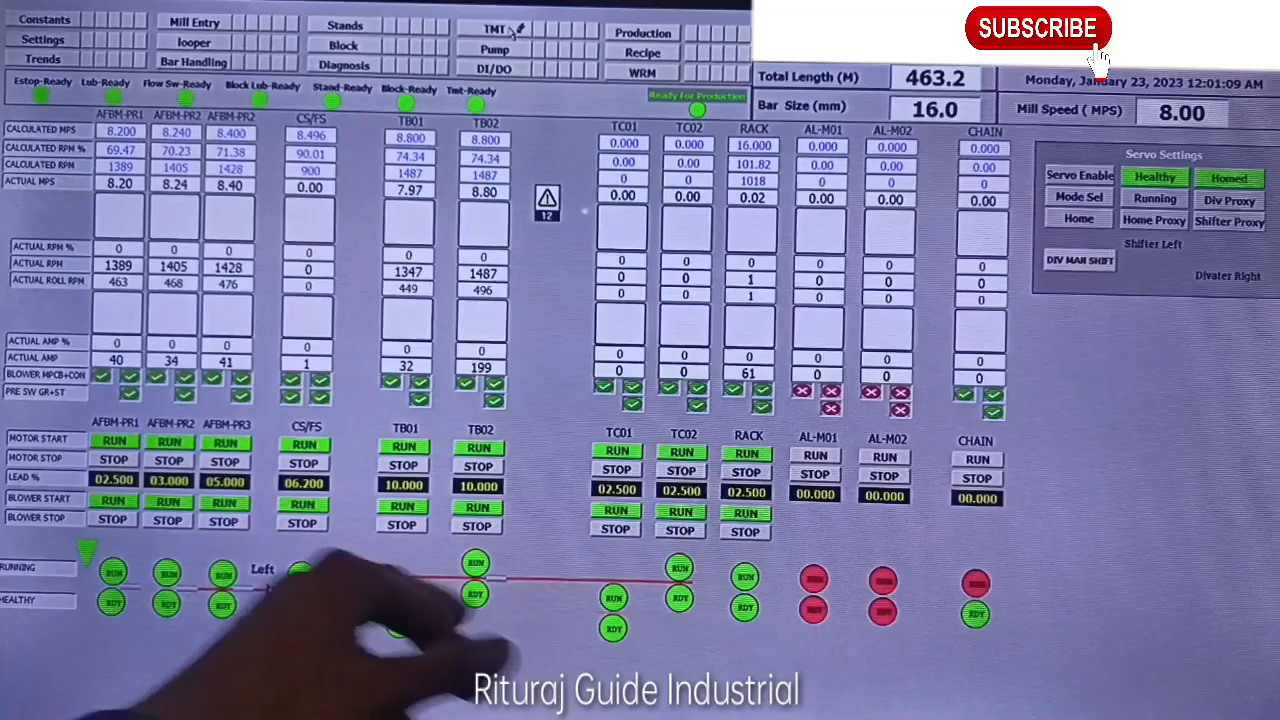 Constants Mill Entry Stands TMT Production
Settings looper Block Pump Recipe
Trends Bar Handling Diagnosis DI/DO WRM
SUBSCRIBE
Total Length (M) 463.2 Monday, January 23, 2023 12:01:09 AM
Bar Size (mm) 16.0 Mill Speed ( MPS) 8.00
Estop-Ready Lub-Ready Flow Sw-Ready Block Lub-Ready Stand-Ready Block-Ready Tmt-Ready Ready For Production
AFBM-PR1 AFBM-PR2 AFBM-PR2 CS/FS TB01 TB02 TC01 TC02 RACK AL-M01 AL-M02 CHAIN
CALCULATED MPS 8.200 8.240 8.400 8.496 8.800 8.800 0.000 0.000 16.000 0.000 0.000 0.000
CALCULATED RPM % 69.47 70.23 71.38 90.01 74.34 74.34 0.00 0.00 101.82 0.00 0.00 0.00
CALCULATED RPM 1389 1405 1428 900 1487 1487 0 0 1018 0 0 0
ACTUAL MPS 8.20 8.24 8.40 0.00 7.97 8.80 0.00 0.00 0.02 0.00 0.00 0.00
12
ACTUAL RPM % 0 0 0 0 0 0 0 0 0 0 0 0
ACTUAL RPM 1389 1405 1428 0 1347 1487 0 0 1 0 0 0
ACTUAL ROLL RPM 463 468 476 0 449 496 0 0 1 0 0 0
ACTUAL AMP % 0 0 0 0 0 0 0 0 0 0 0 0
ACTUAL AMP 40 34 41 1 32 199 0 0 61 0 0 0
BLOWER MPCB+CON
PRE SW GR+ST
AFBM-PR1 AFBM-PR2 AFBM-PR3 CS/FS TB01 TB02 TC01 TC02 RACK AL-M01 AL-M02 CHAIN
MOTOR START RUN RUN RUN RUN RUN RUN RUN RUN RUN RUN RUN RUN
MOTOR STOP STOP STOP STOP STOP STOP STOP STOP STOP STOP STOP STOP STOP
LEAD % 02.500 03.000 05.000 06.200 10.000 10.000 02.500 02.500 02.500 00.000 00.000 00.000
BLOWER START RUN RUN RUN RUN RUN RUN RUN RUN RUN
BLOWER STOP STOP STOP STOP STOP STOP STOP STOP STOP STOP
RUNNING RUN RUN RUN Left RUN RUN RUN RUN
HEALTHY RDY RDY RDY RDY RDY RDY RDY RDY
Servo Settings
Servo Enable Healthy Homed
Mode Sel Running Div Proxy
Home Home Proxy Shifter Proxy
Shifter Left
DIV MAN SHIFT
Divater Right
Rituraj Guide Industrial